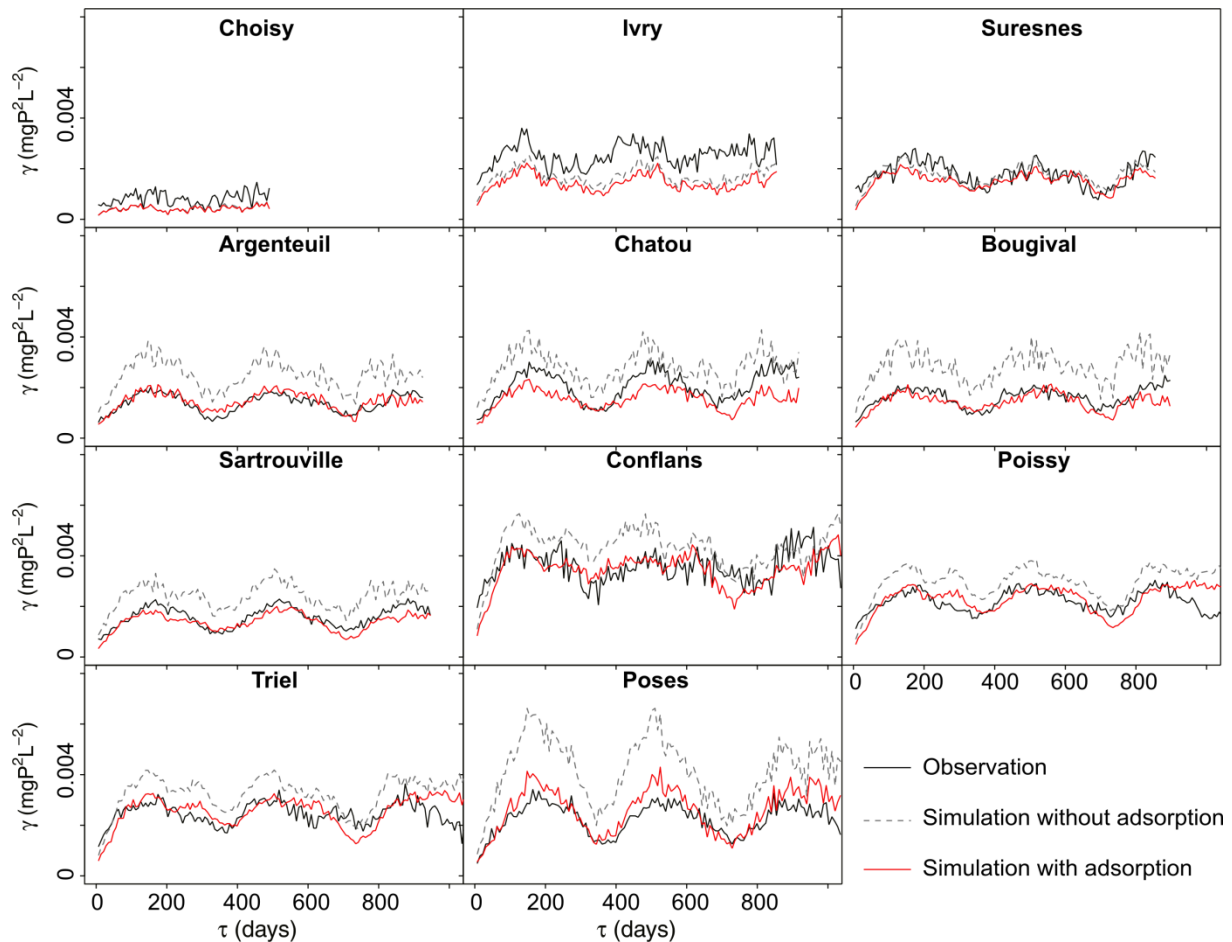 Choisy
Ivry
Suresnes
γ (mgP²L⁻²)
0.004
0
Argenteuil
Chatou
Bougival
γ (mgP²L⁻²)
0.004
0
Sartrouville
Conflans
Poissy
γ (mgP²L⁻²)
0.004
0
Triel
Poses
0 200 400 600 800
γ (mgP²L⁻²)
0.004
0
Observation
Simulation without adsorption
Simulation with adsorption
0 200 400 600 800
0 200 400 600 800
τ (days)
τ (days)